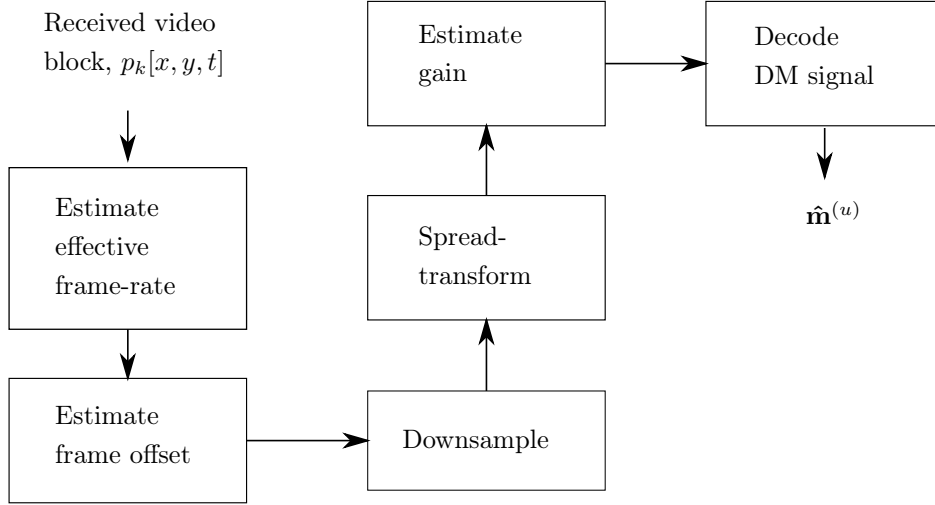 Received video
block, p_k[x, y, t]
Estimate
effective
frame-rate
Estimate
frame offset
Downsample
Spread-
transform
Estimate
gain
Decode
DM signal
m̂^(u)